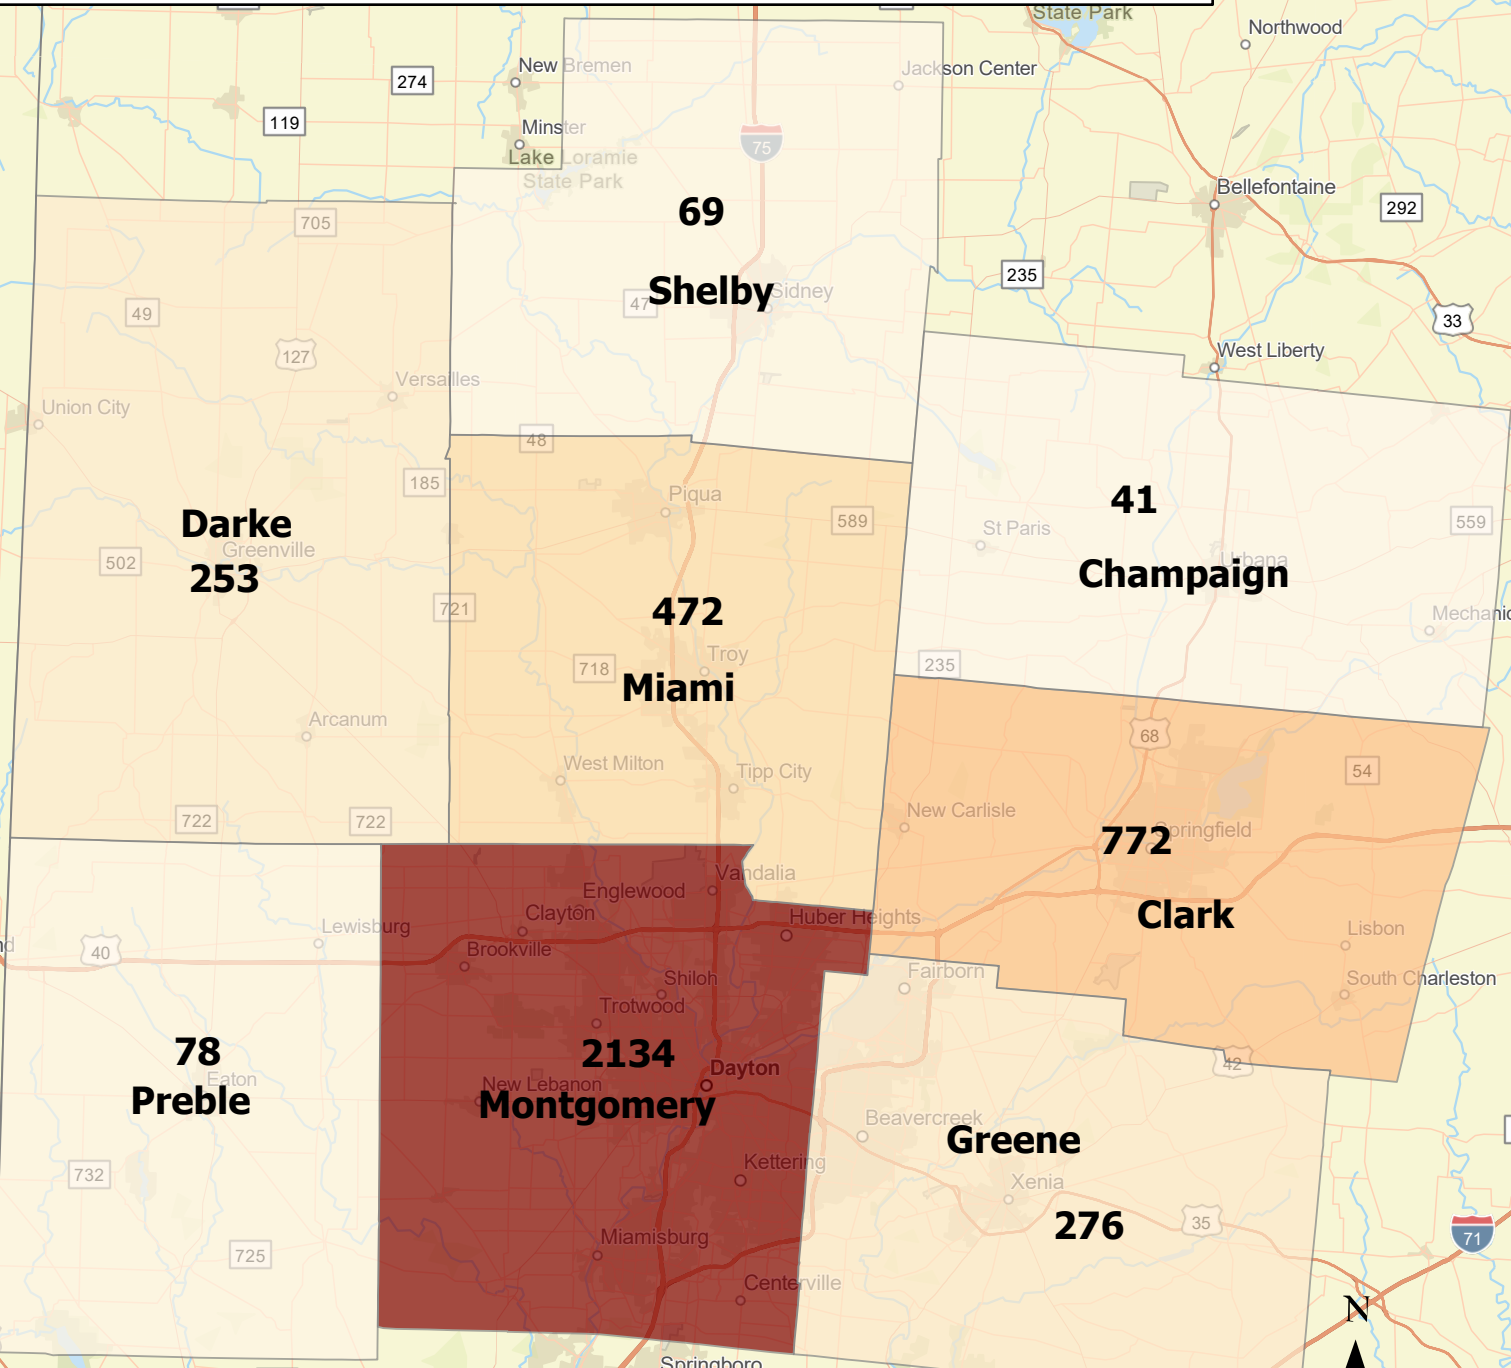 State Park
Northwood
New Bremen
Jackson Center
274
119
Minster
75
Lake Loramie
State Park
Bellefontaine
292
69
705
235
Shelby
Sidney
47
49
33
127
West Liberty
Versailles
Union City
48
185
Piqua
589
41
St Paris
559
Darke
Greenville
502
253
Urbana
Champaign
721
472
Mechanic
Troy
718
235
Miami
Arcanum
68
West Milton
Tipp City
54
New Carlisle
722
722
772
Springfield
Vandalia
Englewood
Clayton
Huber Heights
Clark
Lewisburg
Lisbon
40
Brookville
Fairborn
Shiloh
South Charleston
Trotwood
78
2134
Dayton
42
Eaton
New Lebanon
Preble
Montgomery
Beavercreek
Greene
Kettering
732
Xenia
276
35
Miamisburg
71
725
Centerville
N
Springboro